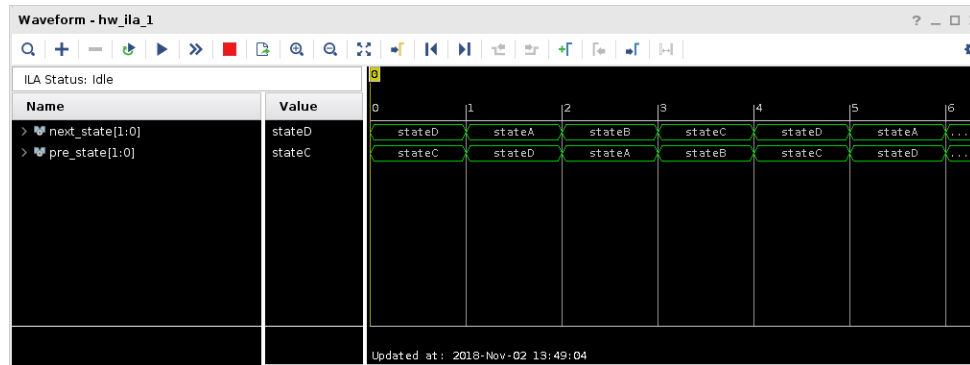 Waveform - hw_ila_1
ILA Status: Idle
Name Value
0
0 1 2 3 4 5 6
next_state[1:0] stateD stateD stateA stateB stateC stateD stateA ...
pre_state[1:0] stateC stateC stateD stateA stateB stateC stateD ...
Updated at: 2018-Nov-02 13:49:04